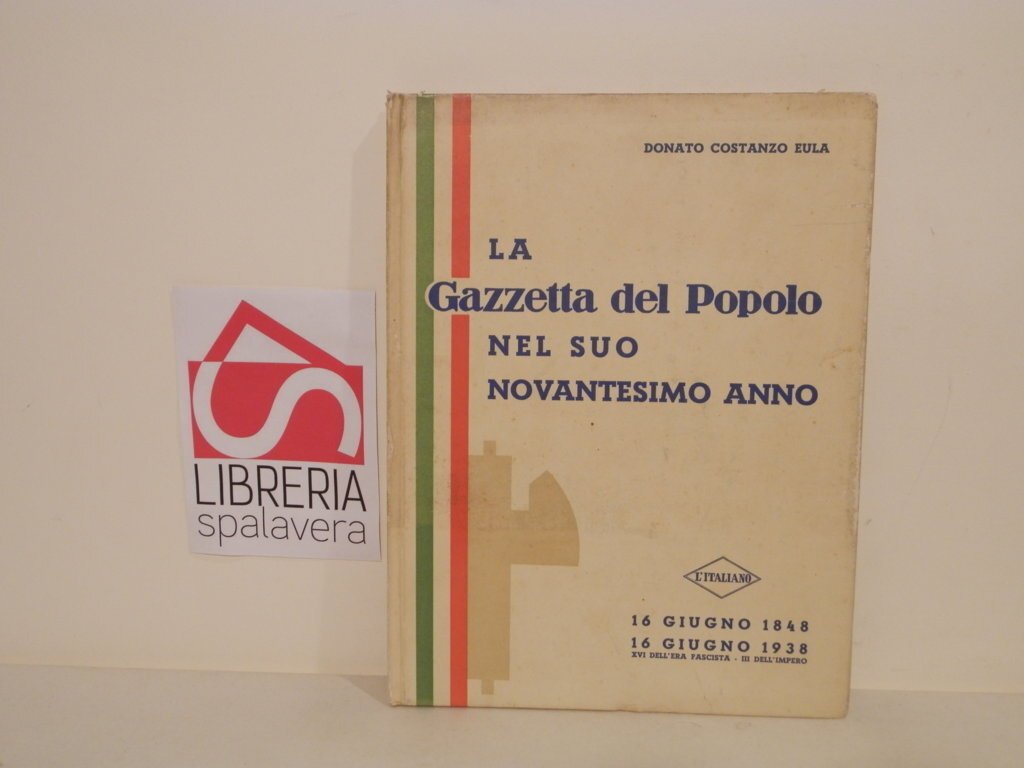 DONATO COSTANZO EULA
LA
Gazzetta del Popolo
NEL SUO
NOVANTESIMO ANNO
L'ITALIANO
16 GIUGNO 1848
16 GIUGNO 1938
XVI DELL'ERA FASCISTA - III DELL'IMPERO
LIBRERIA
spalavera